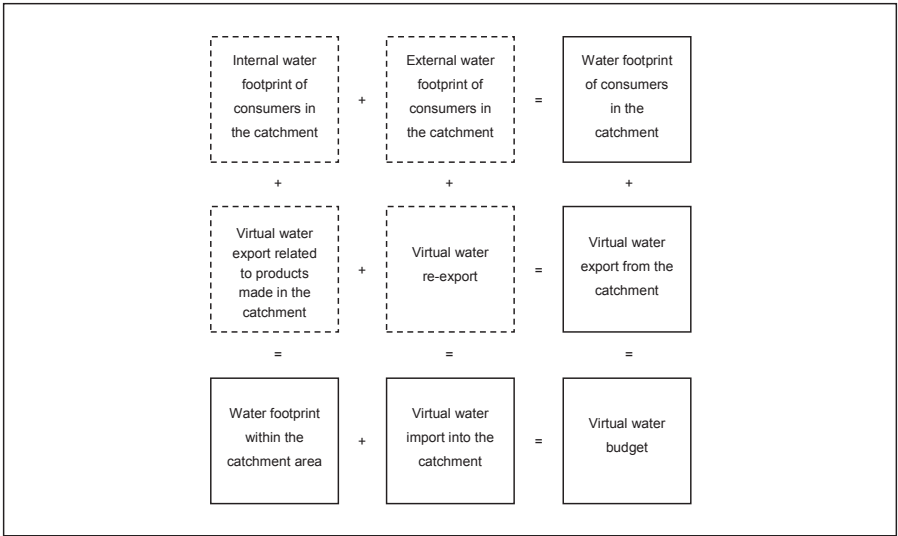 Internal water
footprint of
consumers in
the catchment
+
External water
footprint of
consumers in
the catchment
=
Water footprint
of consumers
in the
catchment
+
+
+
Virtual water
export related
to products
made in the
catchment
+
Virtual water
re-export
=
Virtual water
export from the
catchment
=
=
=
Water footprint
within the
catchment area
+
Virtual water
import into the
catchment
=
Virtual water
budget